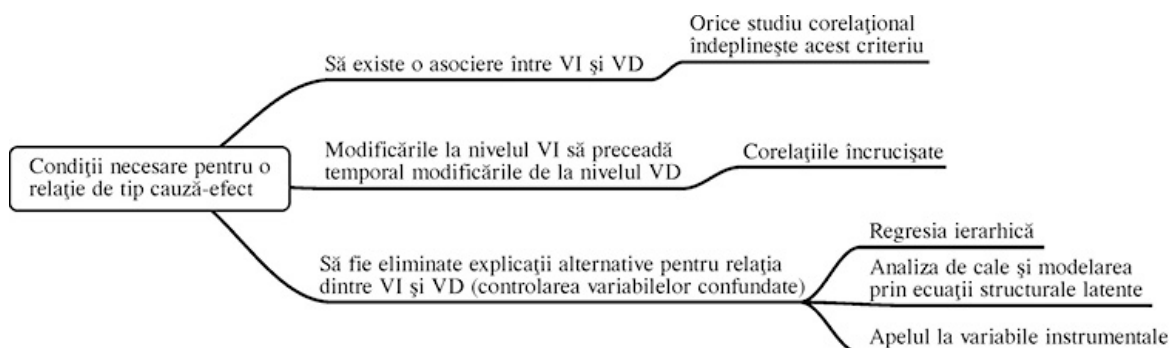 Condiţii necesare pentru o
relaţie de tip cauză-efect
Să existe o asociere între VI şi VD
Orice studiu corelaţional
îndeplineşte acest criteriu
Modificările la nivelul VI să preceadă
temporal modificările de la nivelul VD
Corelaţiile încrucişate
Să fie eliminate explicaţii alternative pentru relaţia
dintre VI şi VD (controlarea variabilelor confundate)
Regresia ierarhică
Analiza de cale şi modelarea
prin ecuaţii structurale latente
Apelul la variabile instrumentale